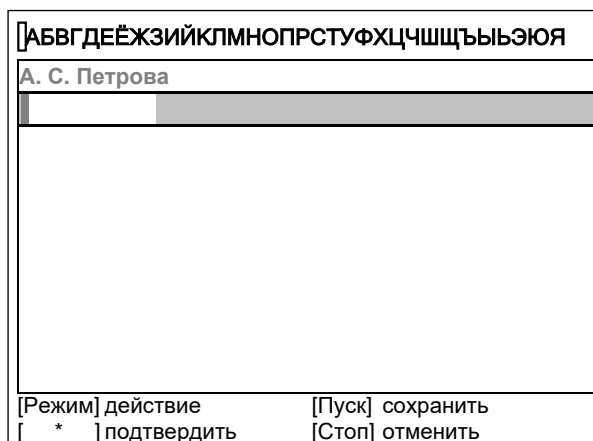 АБВГДЕЁЖЗИЙКЛМНОПРСТУФХЦЧШЩЪЫЬЭЮЯ
А. С. Петрова
[Режим] действие [Пуск] сохранить
[ * ] подтвердить [Стоп] отменить